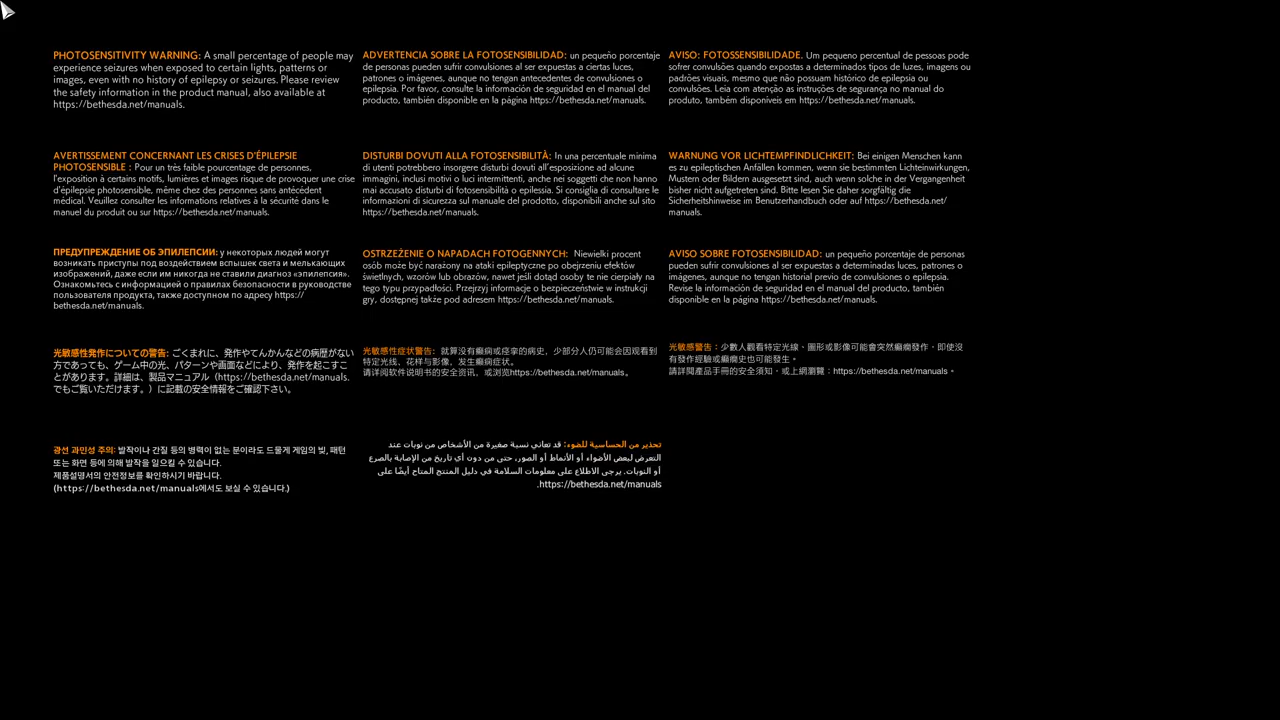 PHOTOSENSITIVITY WARNING: A small percentage of people may
experience seizures when exposed to certain lights, patterns or
images, even with no history of epilepsy or seizures. Please review
the safety information in the product manual, also available at
https://bethesda.net/manuals.
ADVERTENCIA SOBRE LA FOTOSENSIBILIDAD: un pequeño porcentaje
de personas pueden sufrir convulsiones al ser expuestas a ciertas luces,
patrones o imágenes, aunque no tengan antecedentes de convulsiones o
epilepsia. Por favor, consulte la información de seguridad en el manual del
producto, también disponible en la página https://bethesda.net/manuals.
AVISO: FOTOSSENSIBILIDADE. Um pequeno percentual de pessoas pode
sofrer convulsões quando expostas a determinados tipos de luzes, imagens ou
padrões visuais, mesmo que não possuam histórico de epilepsia ou
convulsões. Leia com atenção as instruções de segurança no manual do
produto, também disponíveis em https://bethesda.net/manuals.
AVERTISSEMENT CONCERNANT LES CRISES D'ÉPILEPSIE
PHOTOSENSIBLE : Pour un très faible pourcentage de personnes,
l'exposition à certains motifs, lumières et images risque de provoquer une crise
d'épilepsie photosensible, même chez des personnes sans antécédent
médical. Veuillez consulter les informations relatives à la sécurité dans le
manuel du produit ou sur https://bethesda.net/manuals.
DISTURBI DOVUTI ALLA FOTOSENSIBILITÀ: In una percentuale minima
di utenti potrebbero insorgere disturbi dovuti all'esposizione ad alcune
immagini, inclusi motivi o luci intermittenti, anche nei soggetti che non hanno
mai accusato disturbi di fotosensibilità o epilessia. Si consiglia di consultare le
informazioni di sicurezza sul manuale del prodotto, disponibili anche sul sito
https://bethesda.net/manuals.
WARNUNG VOR LICHTEMPFINDLICHKEIT: Bei einigen Menschen kann
es zu epileptischen Anfällen kommen, wenn sie bestimmten Lichteinwirkungen,
Mustern oder Bildern ausgesetzt sind, auch wenn solche in der Vergangenheit
bisher nicht aufgetreten sind. Bitte lesen Sie daher sorgfältig die
Sicherheitshinweise im Benutzerhandbuch oder auf https://bethesda.net/
manuals.
ПРЕДУПРЕЖДЕНИЕ ОБ ЭПИЛЕПСИИ: у некоторых людей могут
возникать приступы под воздействием вспышек света и мелькающих
изображений, даже если им никогда не ставили диагноз «эпилепсия».
Ознакомьтесь с информацией о правилах безопасности в руководстве
пользователя продукта, также доступном по адресу https://
bethesda.net/manuals.
OSTRZEŻENIE O NAPADACH FOTOGENNYCH: Niewielki procent
osób może być narażony na ataki epileptyczne po obejrzeniu efektów
świetlnych, wzorów lub obrazów, nawet jeśli dotąd osoby te nie cierpiały na
tego typu przypadłości. Przejrzyj informacje o bezpieczeństwie w instrukcji
gry, dostępnej także pod adresem https://bethesda.net/manuals.
AVISO SOBRE FOTOSENSIBILIDAD: un pequeño porcentaje de personas
pueden sufrir convulsiones al ser expuestas a determinadas luces, patrones o
imágenes, aunque no tengan historial previo de convulsiones o epilepsia.
Revise la información de seguridad en el manual del producto, también
disponible en la página https://bethesda.net/manuals.
光敏感性発作についての警告: ごくまれに、発作やてんかんなどの病歴がない
方であっても、ゲーム中の光、パターンや画面などにより、発作を起こすこ
とがあります。詳細は、製品マニュアル（https://bethesda.net/manuals.
でもご覧いただけます。）に記載の安全情報をご確認下さい。
光敏感性症状警告：就算没有癫痫或痉挛的病史，少部分人仍可能会因观看到
特定光线、花样与影像，发生癫痫症状。
请详阅软件说明书的安全资讯，或浏览https://bethesda.net/manuals。
光敏感警告：少數人觀看特定光線、圖形或影像可能會突然癲癇發作，即使沒
有發作經驗或癲癇史也可能發生。
請詳閱產品手冊的安全須知，或上網瀏覽：https://bethesda.net/manuals。
광선 과민성 주의: 발작이나 간질 등의 병력이 없는 분이라도 드물게 게임의 빛, 패턴
또는 화면 등에 의해 발작을 일으킬 수 있습니다.
제품설명서의 안전정보를 확인하시기 바랍니다.
(https://bethesda.net/manuals에서도 보실 수 있습니다.)
تحذير من الحساسية للضوء: قد تعاني نسبة صغيرة من الأشخاص من نوبات عند
التعرض لبعض الأضواء أو الأنماط أو الصور، حتى من دون أي تاريخ من الإصابة بالصرع
أو النوبات. يرجى الاطلاع على معلومات السلامة في دليل المنتج المتاح أيضًا على
https://bethesda.net/manuals.